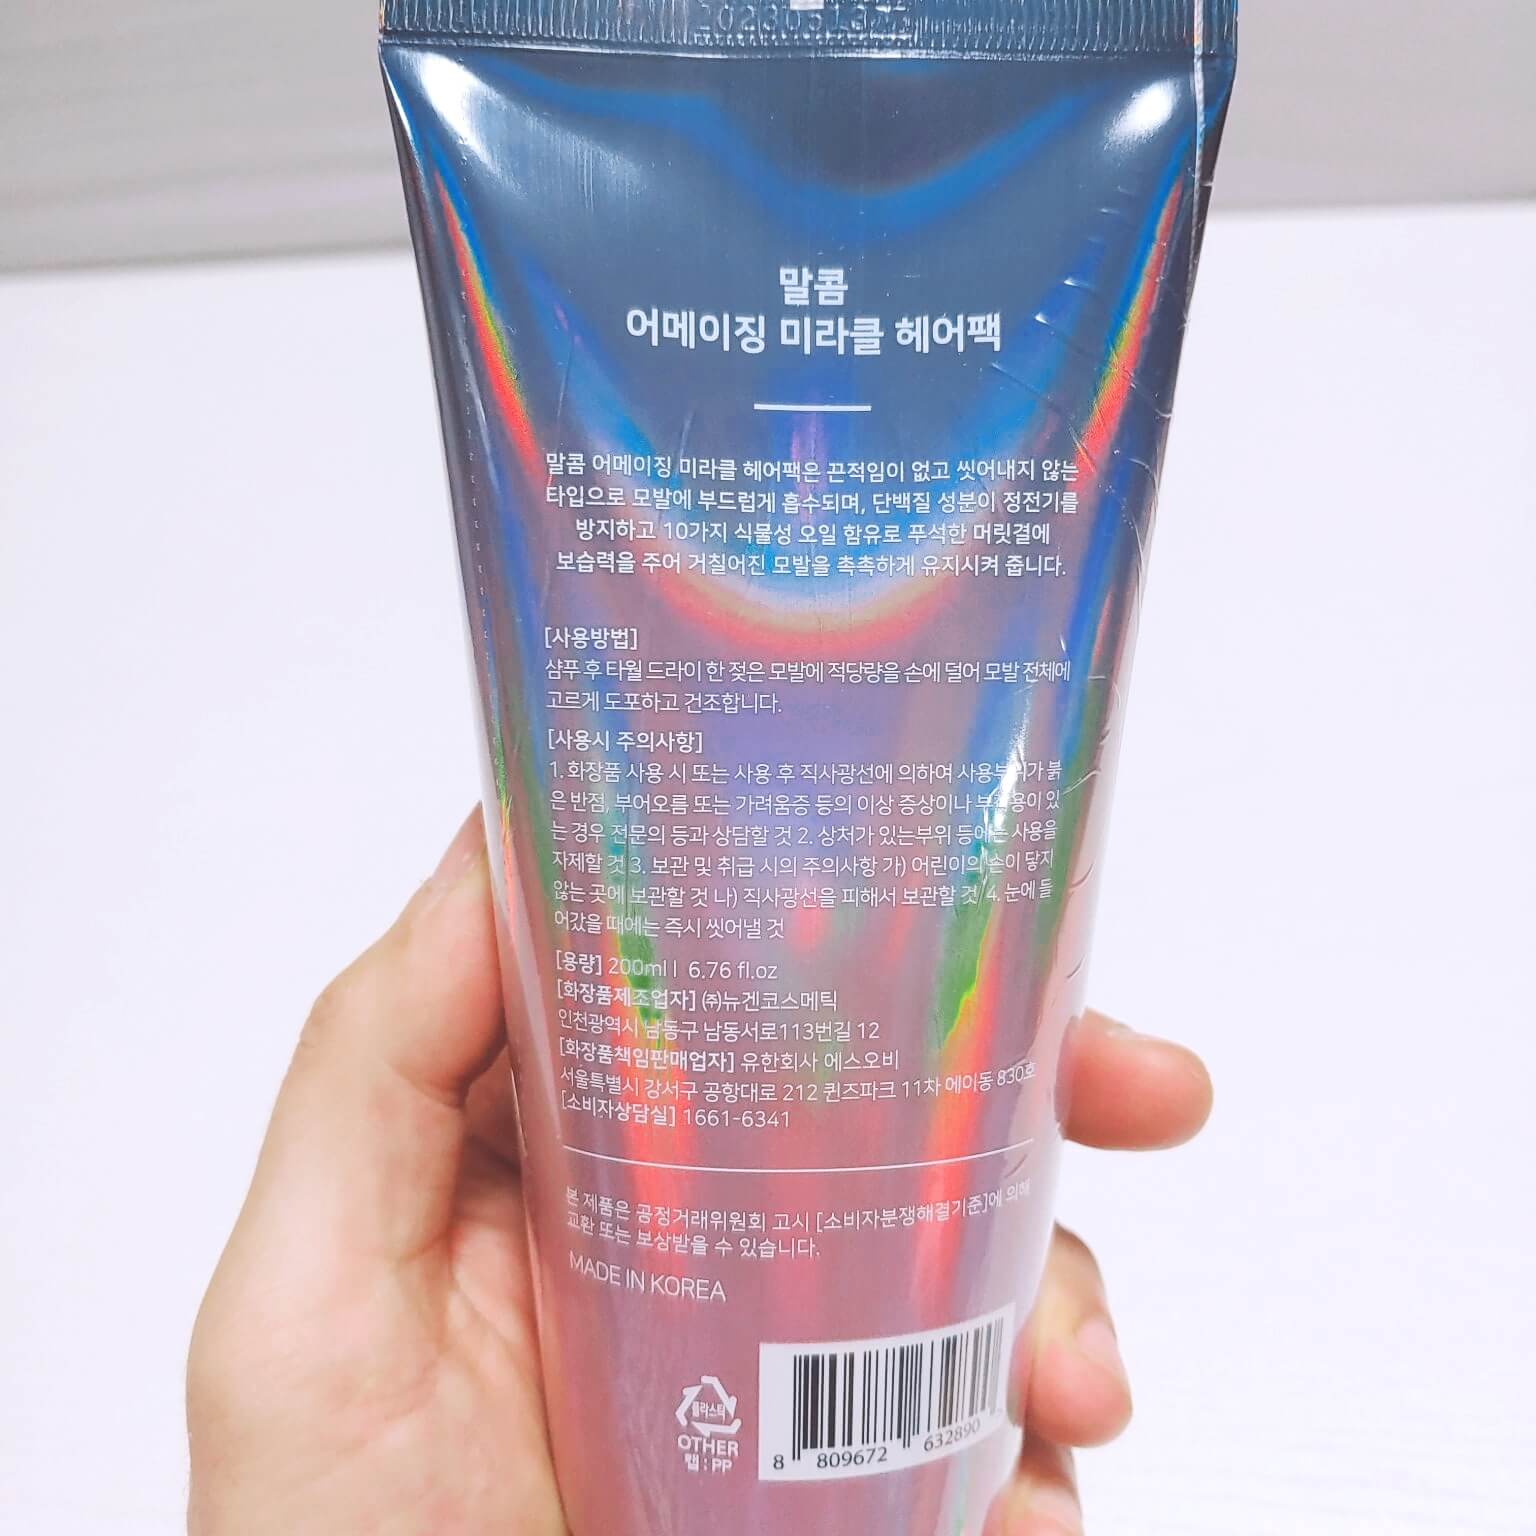 말콤
어메이징 미라클 헤어팩
말콤 어메이징 미라클 헤어팩은 끈적임이 없고 씻어내지 않는
타입으로 모발에 부드럽게 흡수되며, 단백질 성분이 정전기를
방지하고 10가지 식물성 오일 함유로 푸석한 머릿결에
보습력을 주어 거칠어진 모발을 촉촉하게 유지시켜 줍니다.
[사용방법]
샴푸 후 타월 드라이 한 젖은 모발에 적당량을 손에 덜어 모발 전체에
고르게 도포하고 건조합니다.
[사용시 주의사항]
1. 화장품 사용 시 또는 사용 후 직사광선에 의하여 사용부위가 붉
은 반점, 부어오름 또는 가려움증 등의 이상 증상이나 부작용이 있
는 경우 전문의 등과 상담할 것 2. 상처가 있는부위 등에는 사용을
자제할 것 3. 보관 및 취급 시의 주의사항 가) 어린이의 손이 닿지
않는 곳에 보관할 것 나) 직사광선을 피해서 보관할 것 4. 눈에 들
어갔을 때에는 즉시 씻어낼 것
[용량] 200ml l 6.76 fl.oz
[화장품제조업자] ㈜뉴겐코스메틱
인천광역시 남동구 남동서로113번길 12
[화장품책임판매업자] 유한회사 에스오비
서울특별시 강서구 공항대로 212 퀸즈파크 11차 에이동 830호
[소비자상담실] 1661-6341
본 제품은 공정거래위원회 고시 [소비자분쟁해결기준]에 의해
교환 또는 보상받을 수 있습니다.
MADE IN KOREA
플라스틱
OTHER
캡 : PP
8 809672 632890